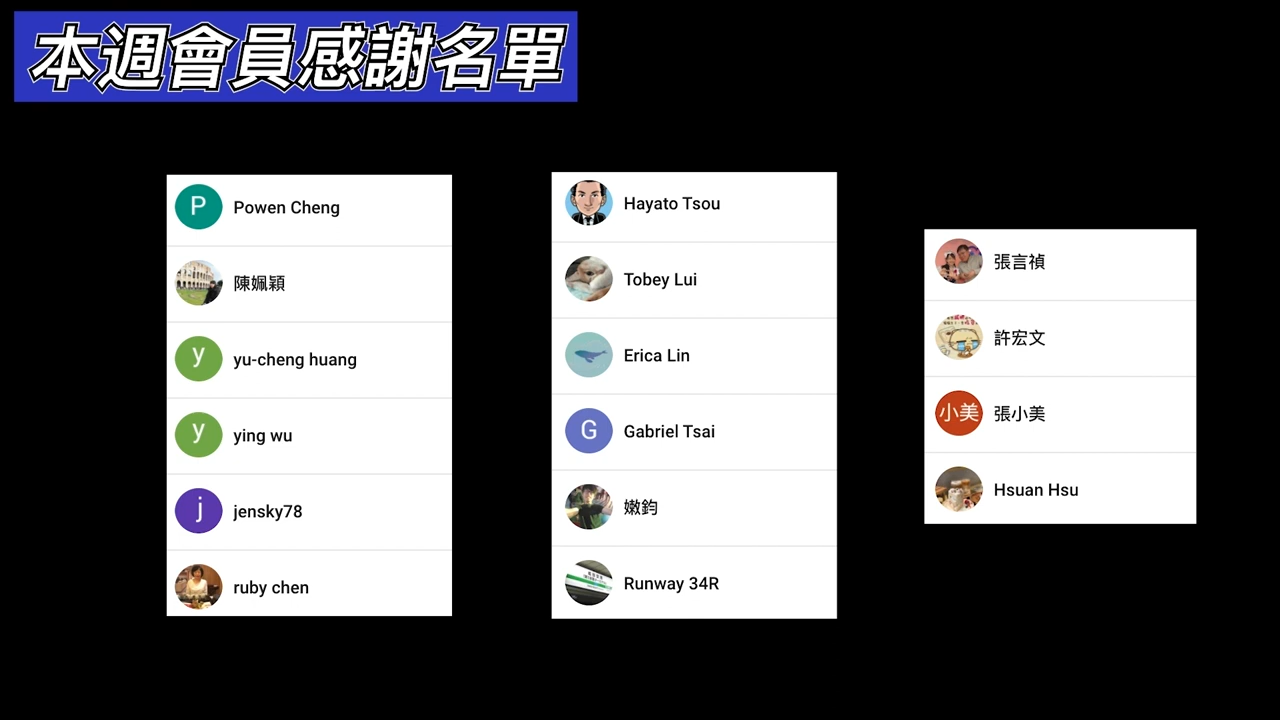 本週會員感謝名單
P Powen Cheng
陳姵穎
y yu-cheng huang
y ying wu
j jensky78
ruby chen
Hayato Tsou
Tobey Lui
Erica Lin
G Gabriel Tsai
嫩鈞
Runway 34R
張言禎
許宏文
小美 張小美
Hsuan Hsu